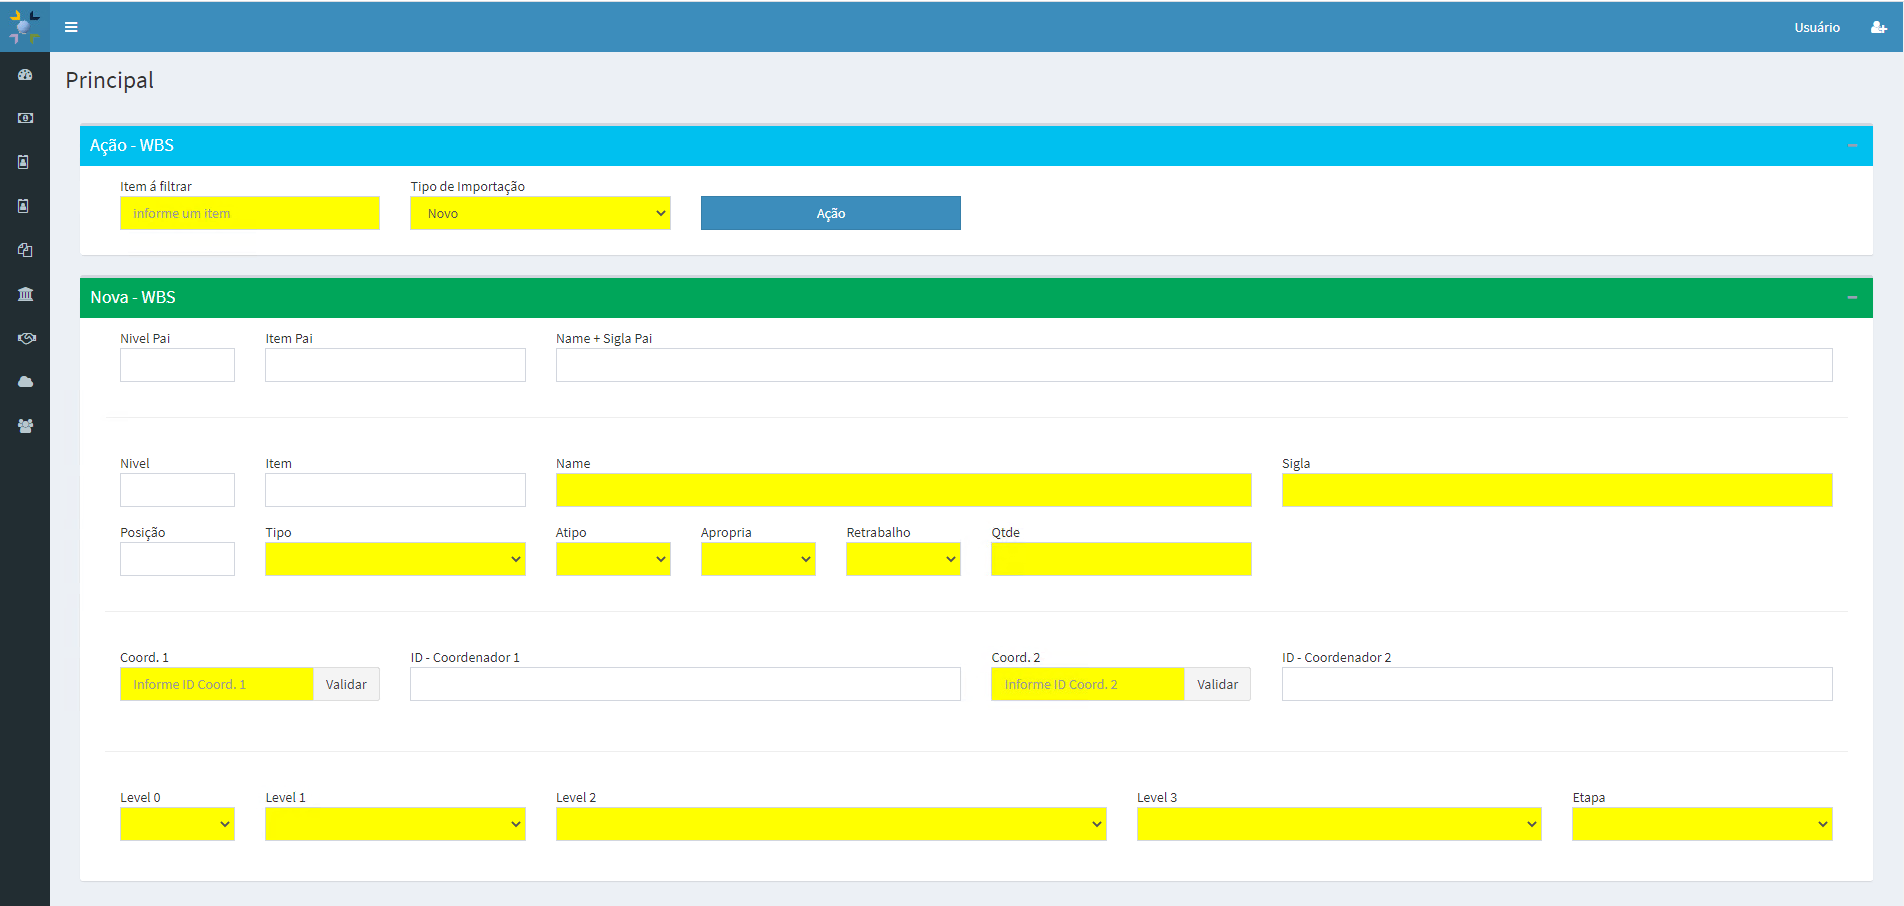 Usuário
Principal
Ação - WBS
Item á filtrar
Tipo de Importação
Informe um item
Novo
Ação
Nova - WBS
Nivel Pai
Item Pai
Name + Sigla Pai
Nivel
Item
Name
Sigla
Posição
Tipo
Atipo
Apropria
Retrabalho
Qtde
Coord. 1
ID - Coordenador 1
Coord. 2
ID - Coordenador 2
Informe ID Coord. 1
Validar
Informe ID Coord. 2
Validar
Level 0
Level 1
Level 2
Level 3
Etapa